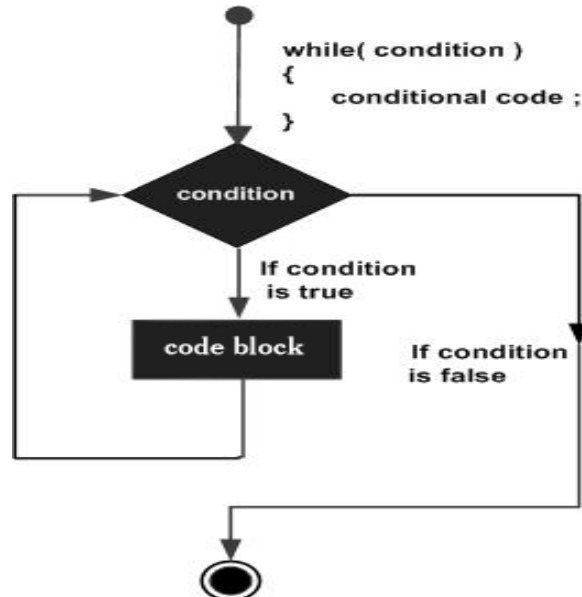 while( condition )
{
conditional code ;
}
condition
If condition
is true
code block
If condition
is false